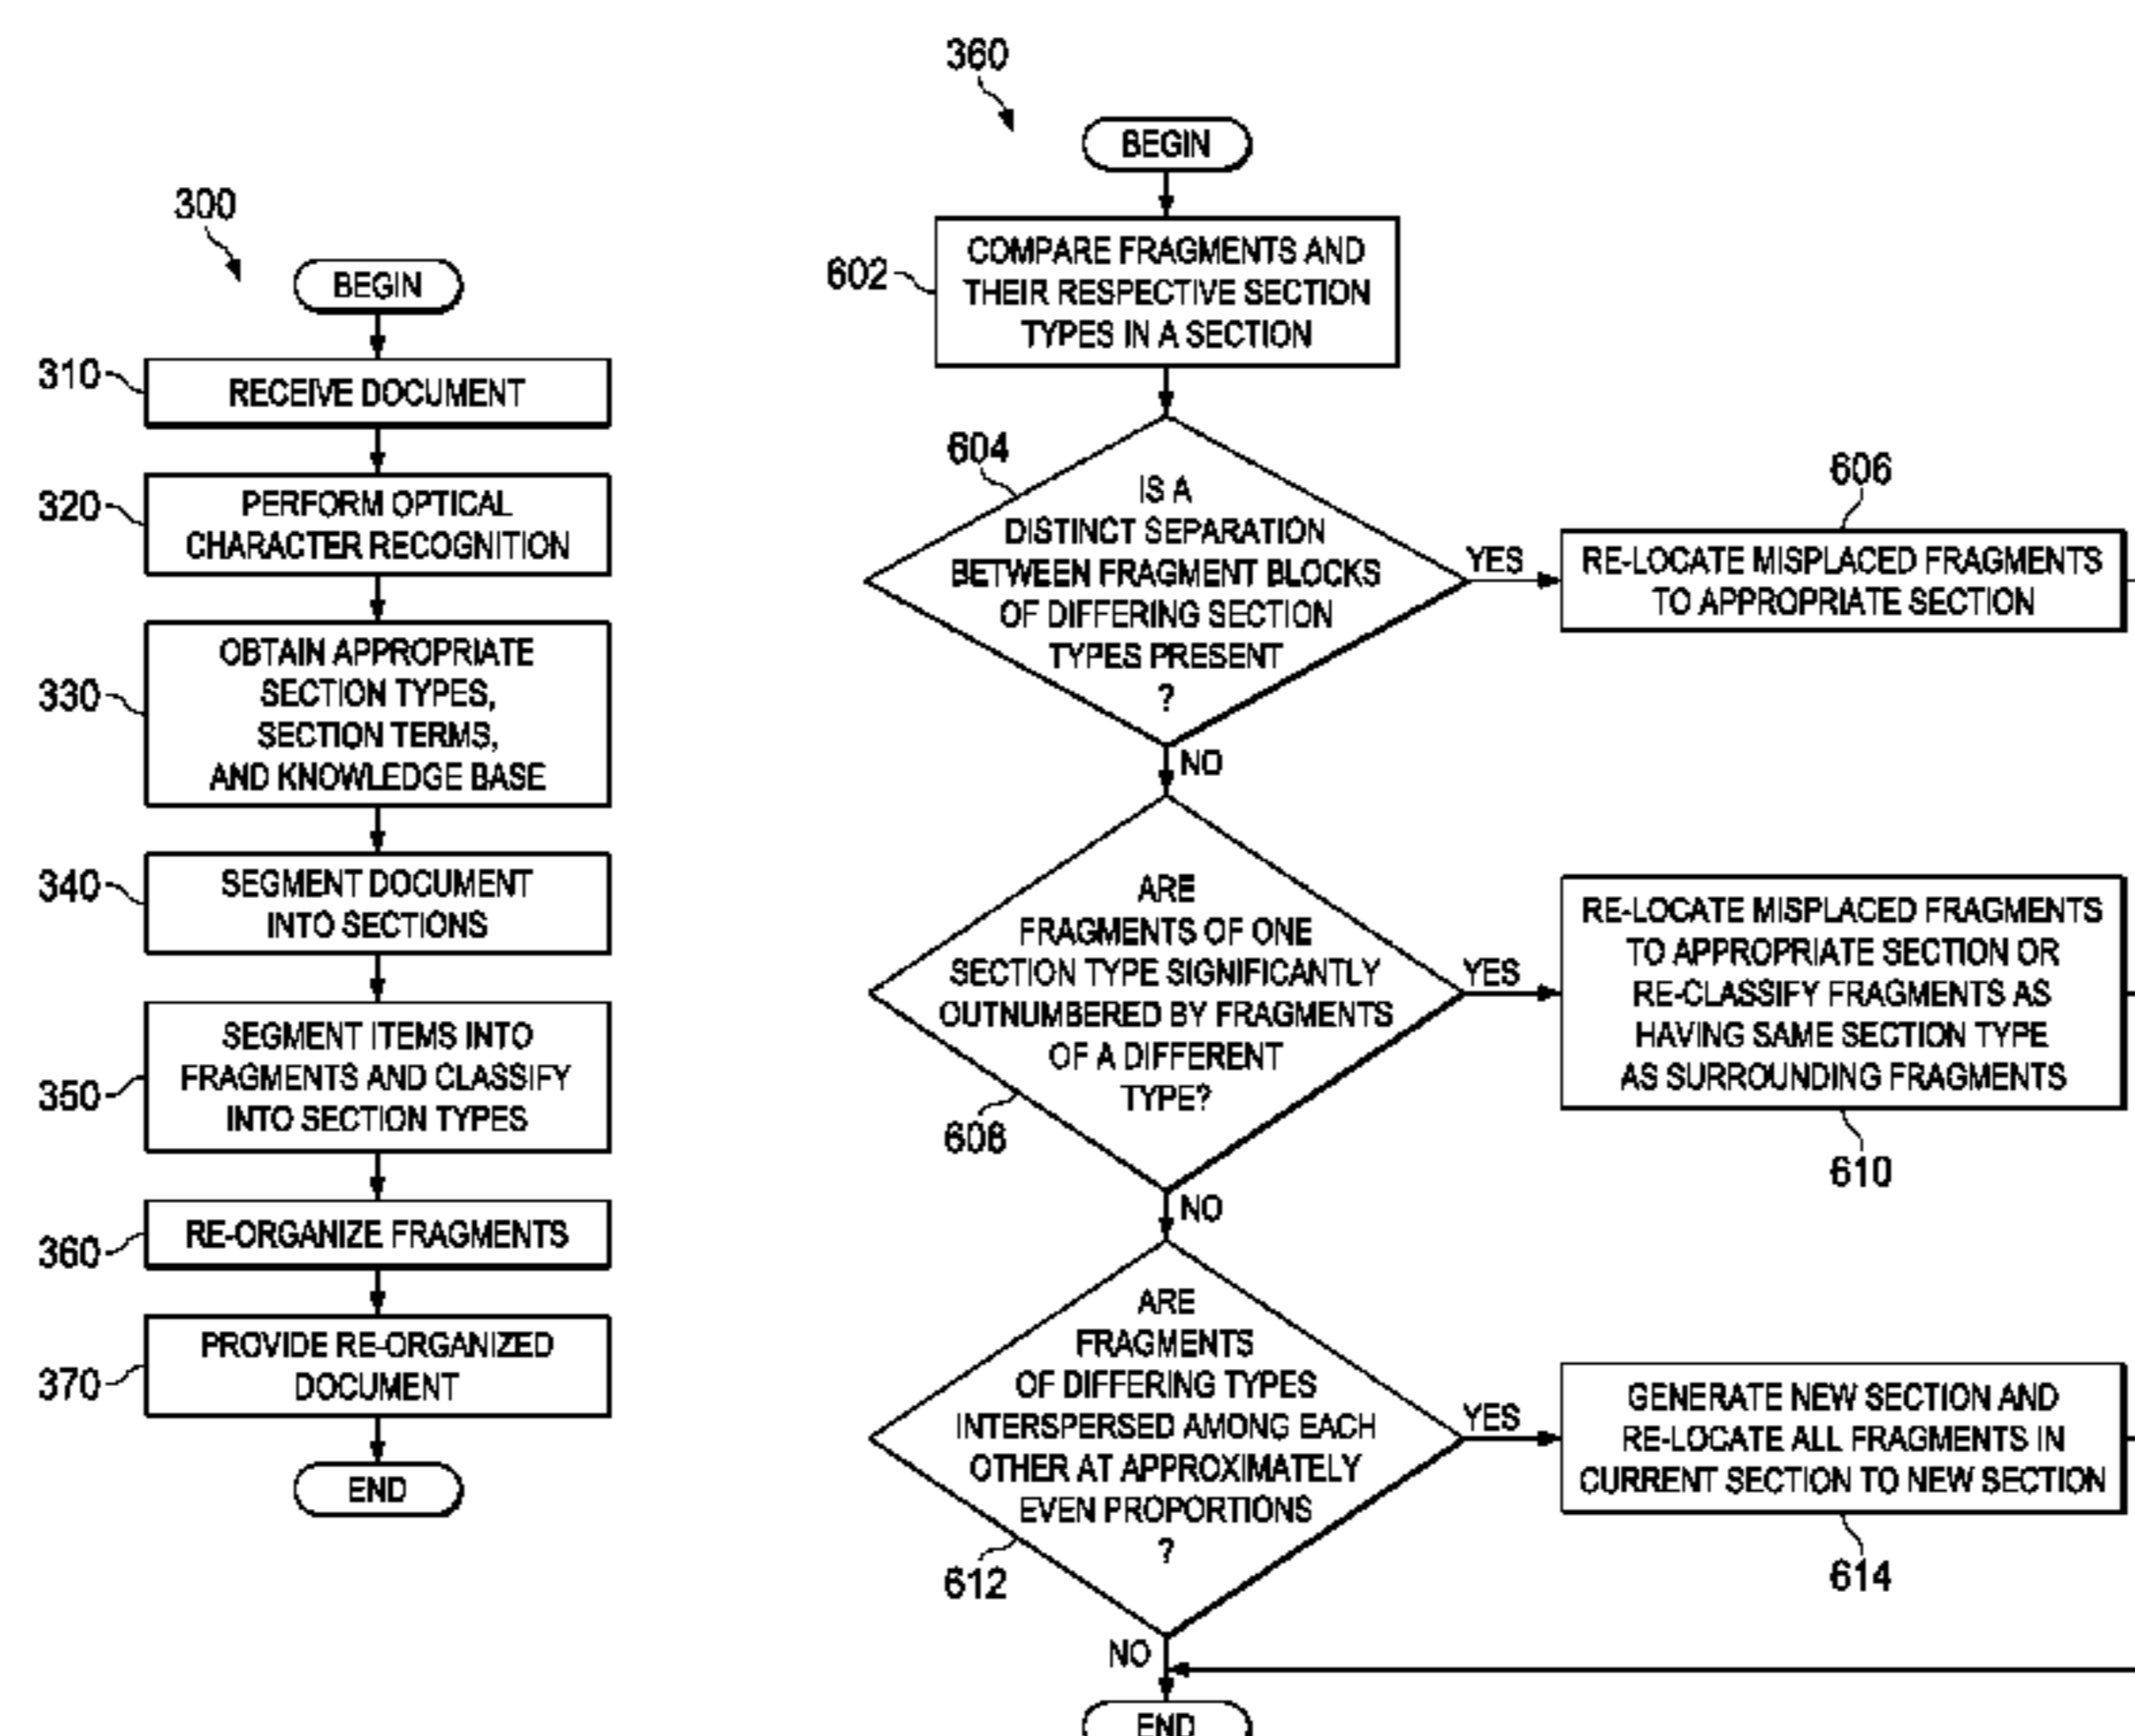 300
BEGIN
310
RECEIVE DOCUMENT
320
PERFORM OPTICAL
CHARACTER RECOGNITION
330
OBTAIN APPROPRIATE
SECTION TYPES,
SECTION TERMS,
AND KNOWLEDGE BASE
340
SEGMENT DOCUMENT
INTO SECTIONS
350
SEGMENT ITEMS INTO
FRAGMENTS AND CLASSIFY
INTO SECTION TYPES
360
RE-ORGANIZE FRAGMENTS
370
PROVIDE RE-ORGANIZED
DOCUMENT
END
360
BEGIN
602
COMPARE FRAGMENTS AND
THEIR RESPECTIVE SECTION
TYPES IN A SECTION
604
IS A
DISTINCT SEPARATION
BETWEEN FRAGMENT BLOCKS
OF DIFFERING SECTION
TYPES PRESENT
?
YES
606
RE-LOCATE MISPLACED FRAGMENTS
TO APPROPRIATE SECTION
NO
ARE
FRAGMENTS OF ONE
SECTION TYPE SIGNIFICANTLY
OUTNUMBERED BY FRAGMENTS
OF A DIFFERENT
TYPE?
608
YES
RE-LOCATE MISPLACED FRAGMENTS
TO APPROPRIATE SECTION OR
RE-CLASSIFY FRAGMENTS AS
HAVING SAME SECTION TYPE
AS SURROUNDING FRAGMENTS
610
NO
ARE
FRAGMENTS
OF DIFFERING TYPES
INTERSPERSED AMONG EACH
OTHER AT APPROXIMATELY
EVEN PROPORTIONS
?
612
YES
GENERATE NEW SECTION AND
RE-LOCATE ALL FRAGMENTS IN
CURRENT SECTION TO NEW SECTION
614
NO
END